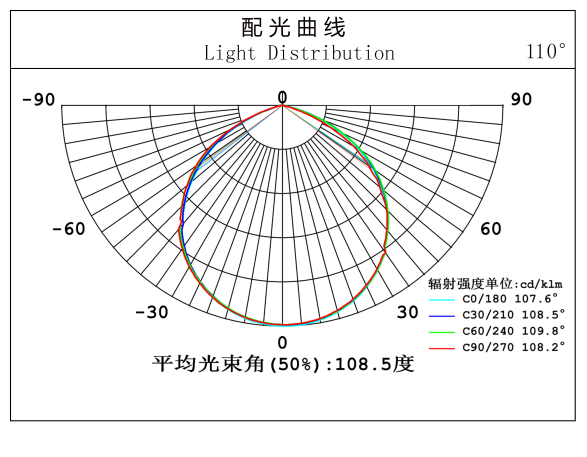 配光曲线
Light Distribution 110°
-90 0 90
-60 60
-30 30
0
辐射强度单位:cd/klm
C0/180 107.6°
C30/210 108.5°
C60/240 109.8°
C90/270 108.2°
平均光束角(50%):108.5度